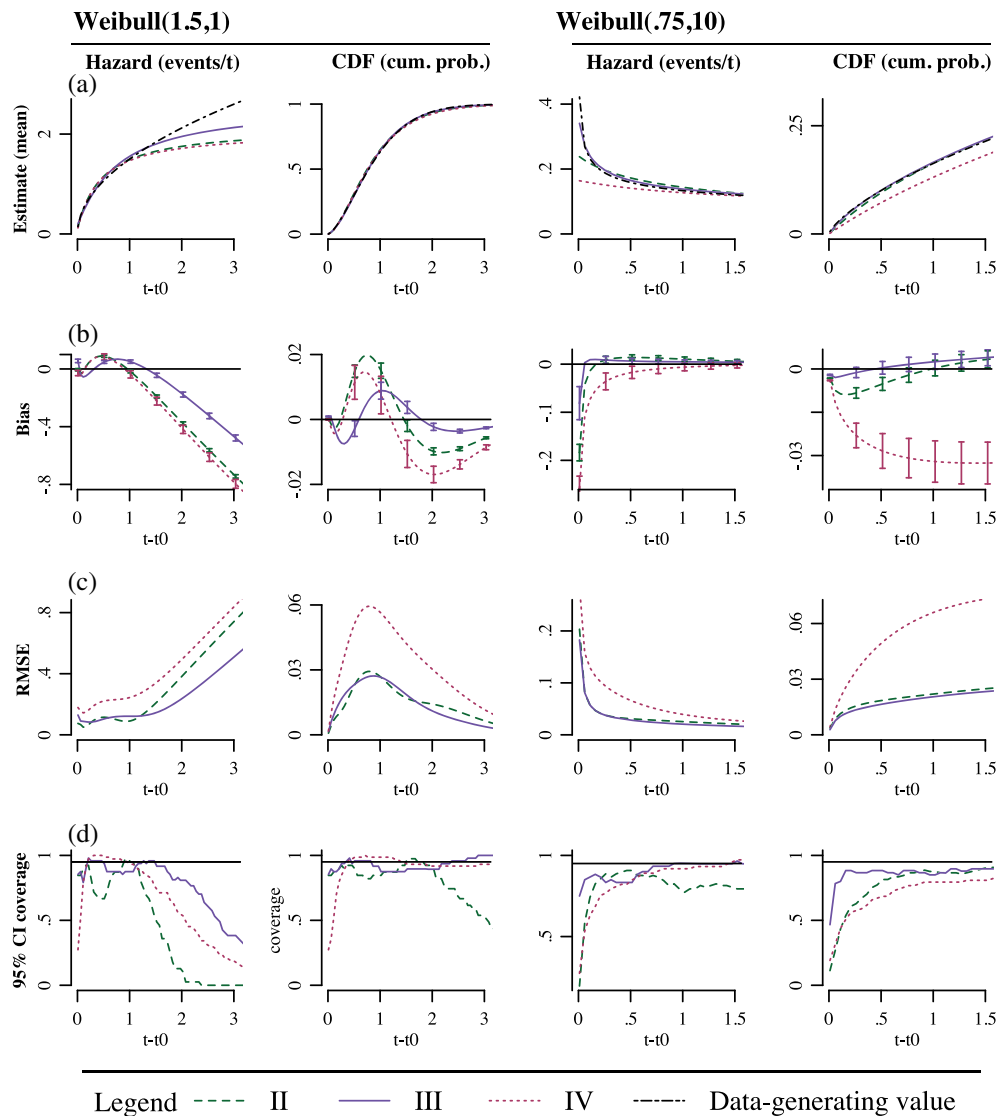 Weibull(1.5,1) Weibull(.75,10)
Hazard (events/t) CDF (cum. prob.) Hazard (events/t) CDF (cum. prob.)
(a)
Estimate (mean)
0 2
0 .5 1
0 .2 .4
0 .25
0 1 2 3 0 1 2 3 0 .5 1 1.5 0 .5 1 1.5
t-t0 t-t0 t-t0 t-t0
(b)
Bias
-.8 -.4 0
-.02 0 .02
-.2 -.1 0
-.03 0
0 1 2 3 0 1 2 3 0 .5 1 1.5 0 .5 1 1.5
t-t0 t-t0 t-t0 t-t0
(c)
RMSE
0 .4 .8
0 .03 .06
0 .1 .2
0 .03 .06
0 1 2 3 0 1 2 3 0 .5 1 1.5 0 .5 1 1.5
t-t0 t-t0 t-t0 t-t0
(d)
95% CI coverage
0 .5 1
coverage
0 .5 1
.5 1
0 .5 1
0 1 2 3 0 1 2 3 0 .5 1 1.5 0 .5 1 1.5
t-t0 t-t0 t-t0 t-t0
Legend II III IV Data-generating value